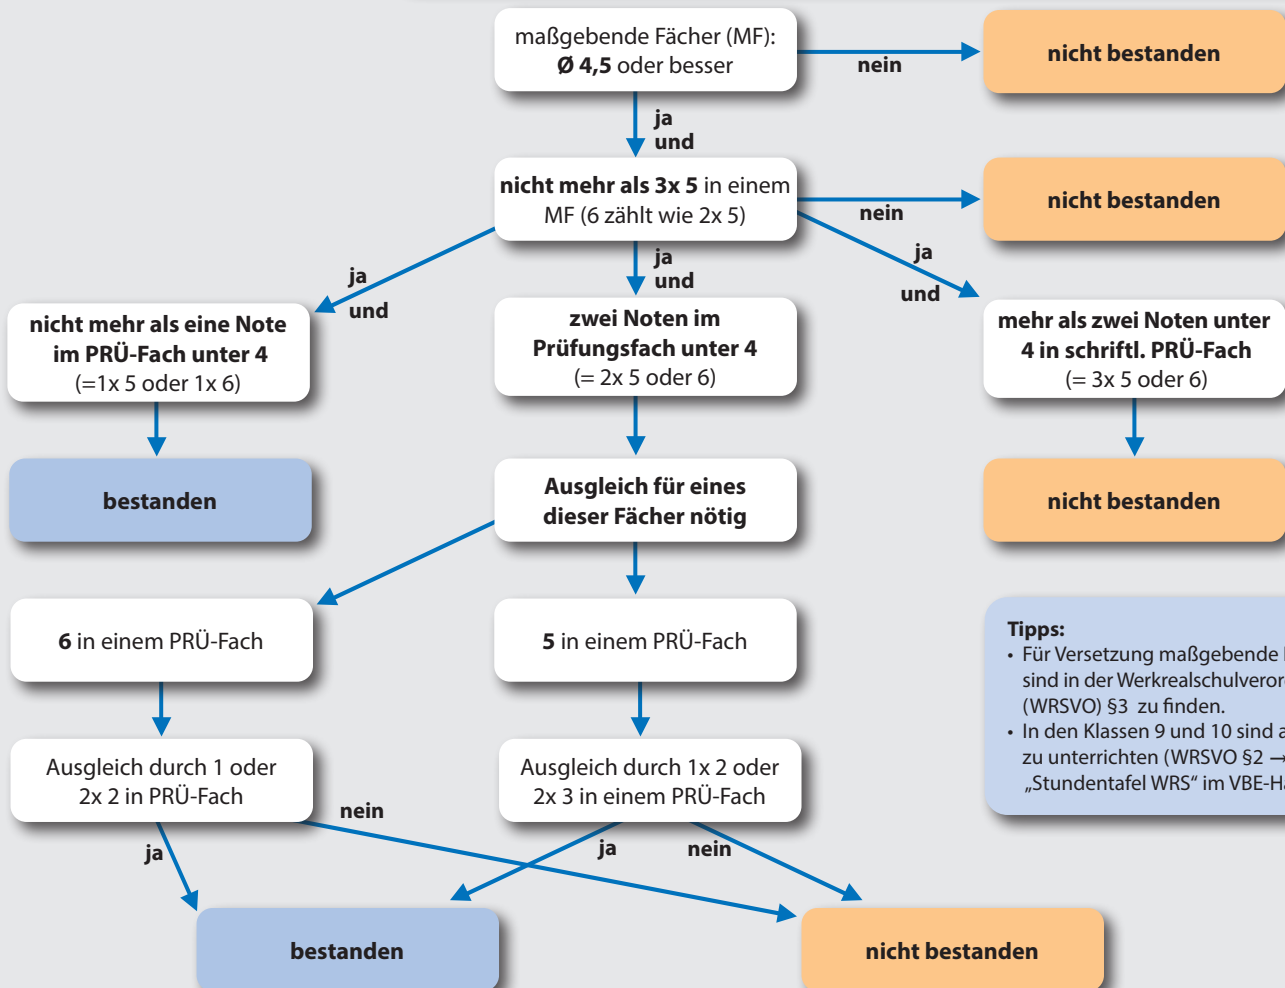 maßgebende Fächer (MF):
Ø 4,5 oder besser
nein
nicht bestanden
ja
und
nicht mehr als 3x 5 in einem
MF (6 zählt wie 2x 5)
nein
nicht bestanden
ja
und
ja
und
ja
und
nicht mehr als eine Note
im PRÜ-Fach unter 4
(=1x 5 oder 1x 6)
zwei Noten im
Prüfungsfach unter 4
(= 2x 5 oder 6)
mehr als zwei Noten unter
4 in schriftl. PRÜ-Fach
(= 3x 5 oder 6)
bestanden
Ausgleich für eines
dieser Fächer nötig
nicht bestanden
6 in einem PRÜ-Fach
5 in einem PRÜ-Fach
Tipps:
• Für Versetzung maßgebende
sind in der Werkrealschulveror
(WRSVO) §3 zu finden.
• In den Klassen 9 und 10 sind a
zu unterrichten (WRSVO §2 →
„Stundentafel WRS“ im VBE-Ha
Ausgleich durch 1 oder
2x 2 in PRÜ-Fach
Ausgleich durch 1x 2 oder
2x 3 in einem PRÜ-Fach
nein
ja
ja
nein
bestanden
nicht bestanden